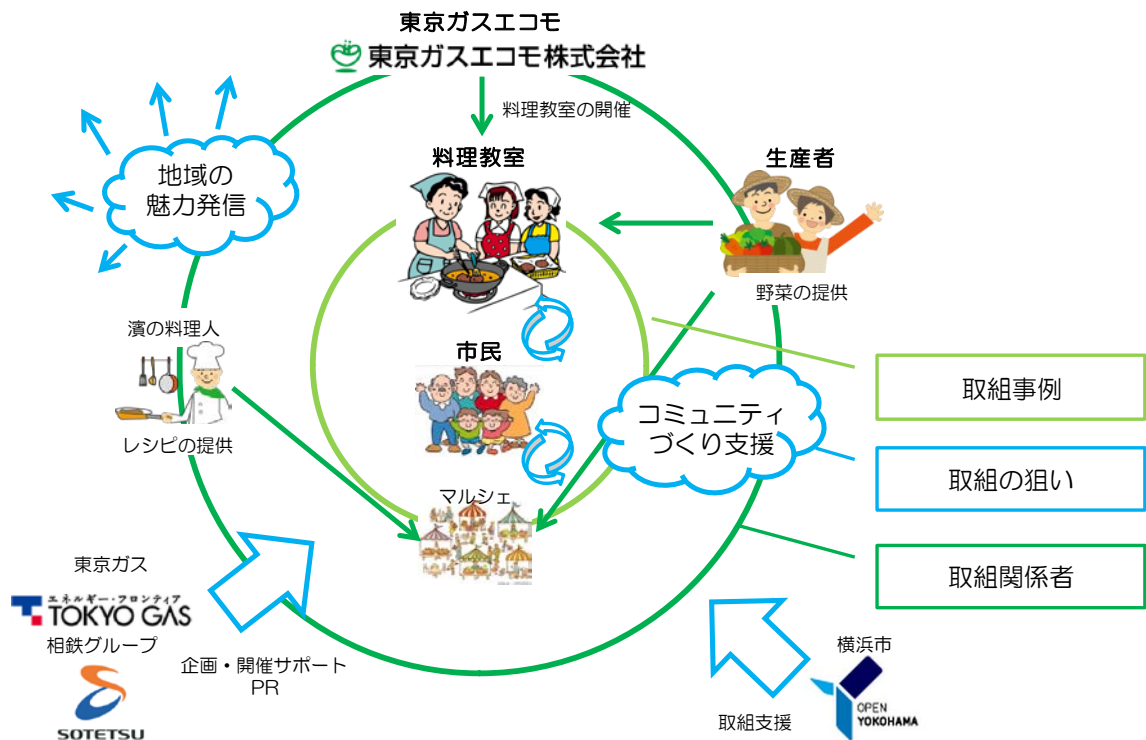 東京ガスエコモ
東京ガスエコモ株式会社
料理教室の開催
地域の
魅力発信
料理教室
生産者
野菜の提供
濱の料理人
レシピの提供
市民
コミュニティ
づくり支援
マルシェ
取組事例
取組の狙い
取組関係者
東京ガス
エネルギー・フロンティア
TOKYO GAS
相鉄グループ
SOTETSU
企画・開催サポート
PR
横浜市
OPEN
YOKOHAMA
取組支援